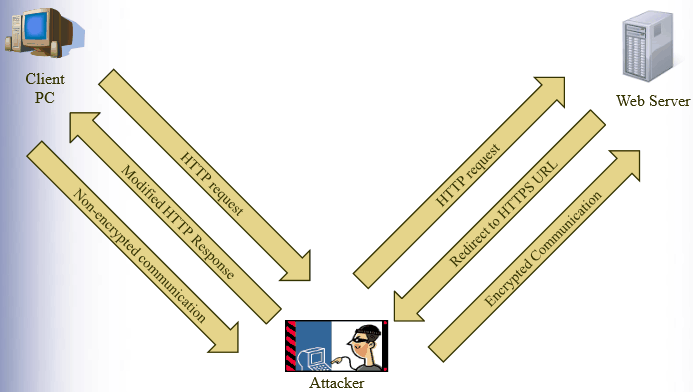 Client
PC
Web Server
HTTP request
Modified HTTP Response
Non-encrypted communication
HTTP request
Redirect to HTTPS URL
Encrypted Communication
Attacker